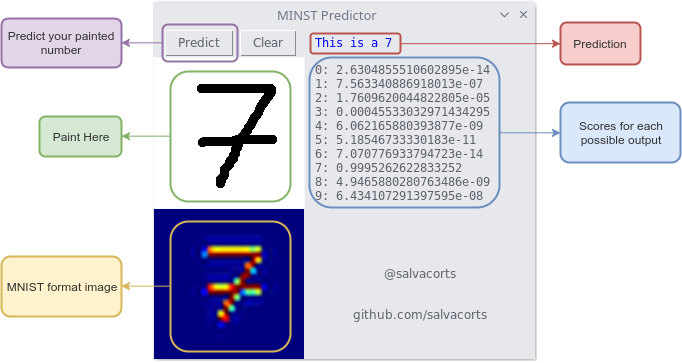 MINST Predictor
Predict your painted
number
Predict
Clear
This is a 7
Prediction
Paint Here
7
0: 2.6304855510602895e-14
1: 7.563340886918013e-07
2: 1.7609620044822805e-05
3: 0.00045533032971434295
4: 6.062165880393877e-09
5: 5.18546733330183e-11
6: 7.070776933794723e-14
7: 0.9995262622833252
8: 4.9465880280763486e-09
9: 6.434107291397595e-08
Scores for each
possible output
MNIST format image
7
@salvacorts
github.com/salvacorts